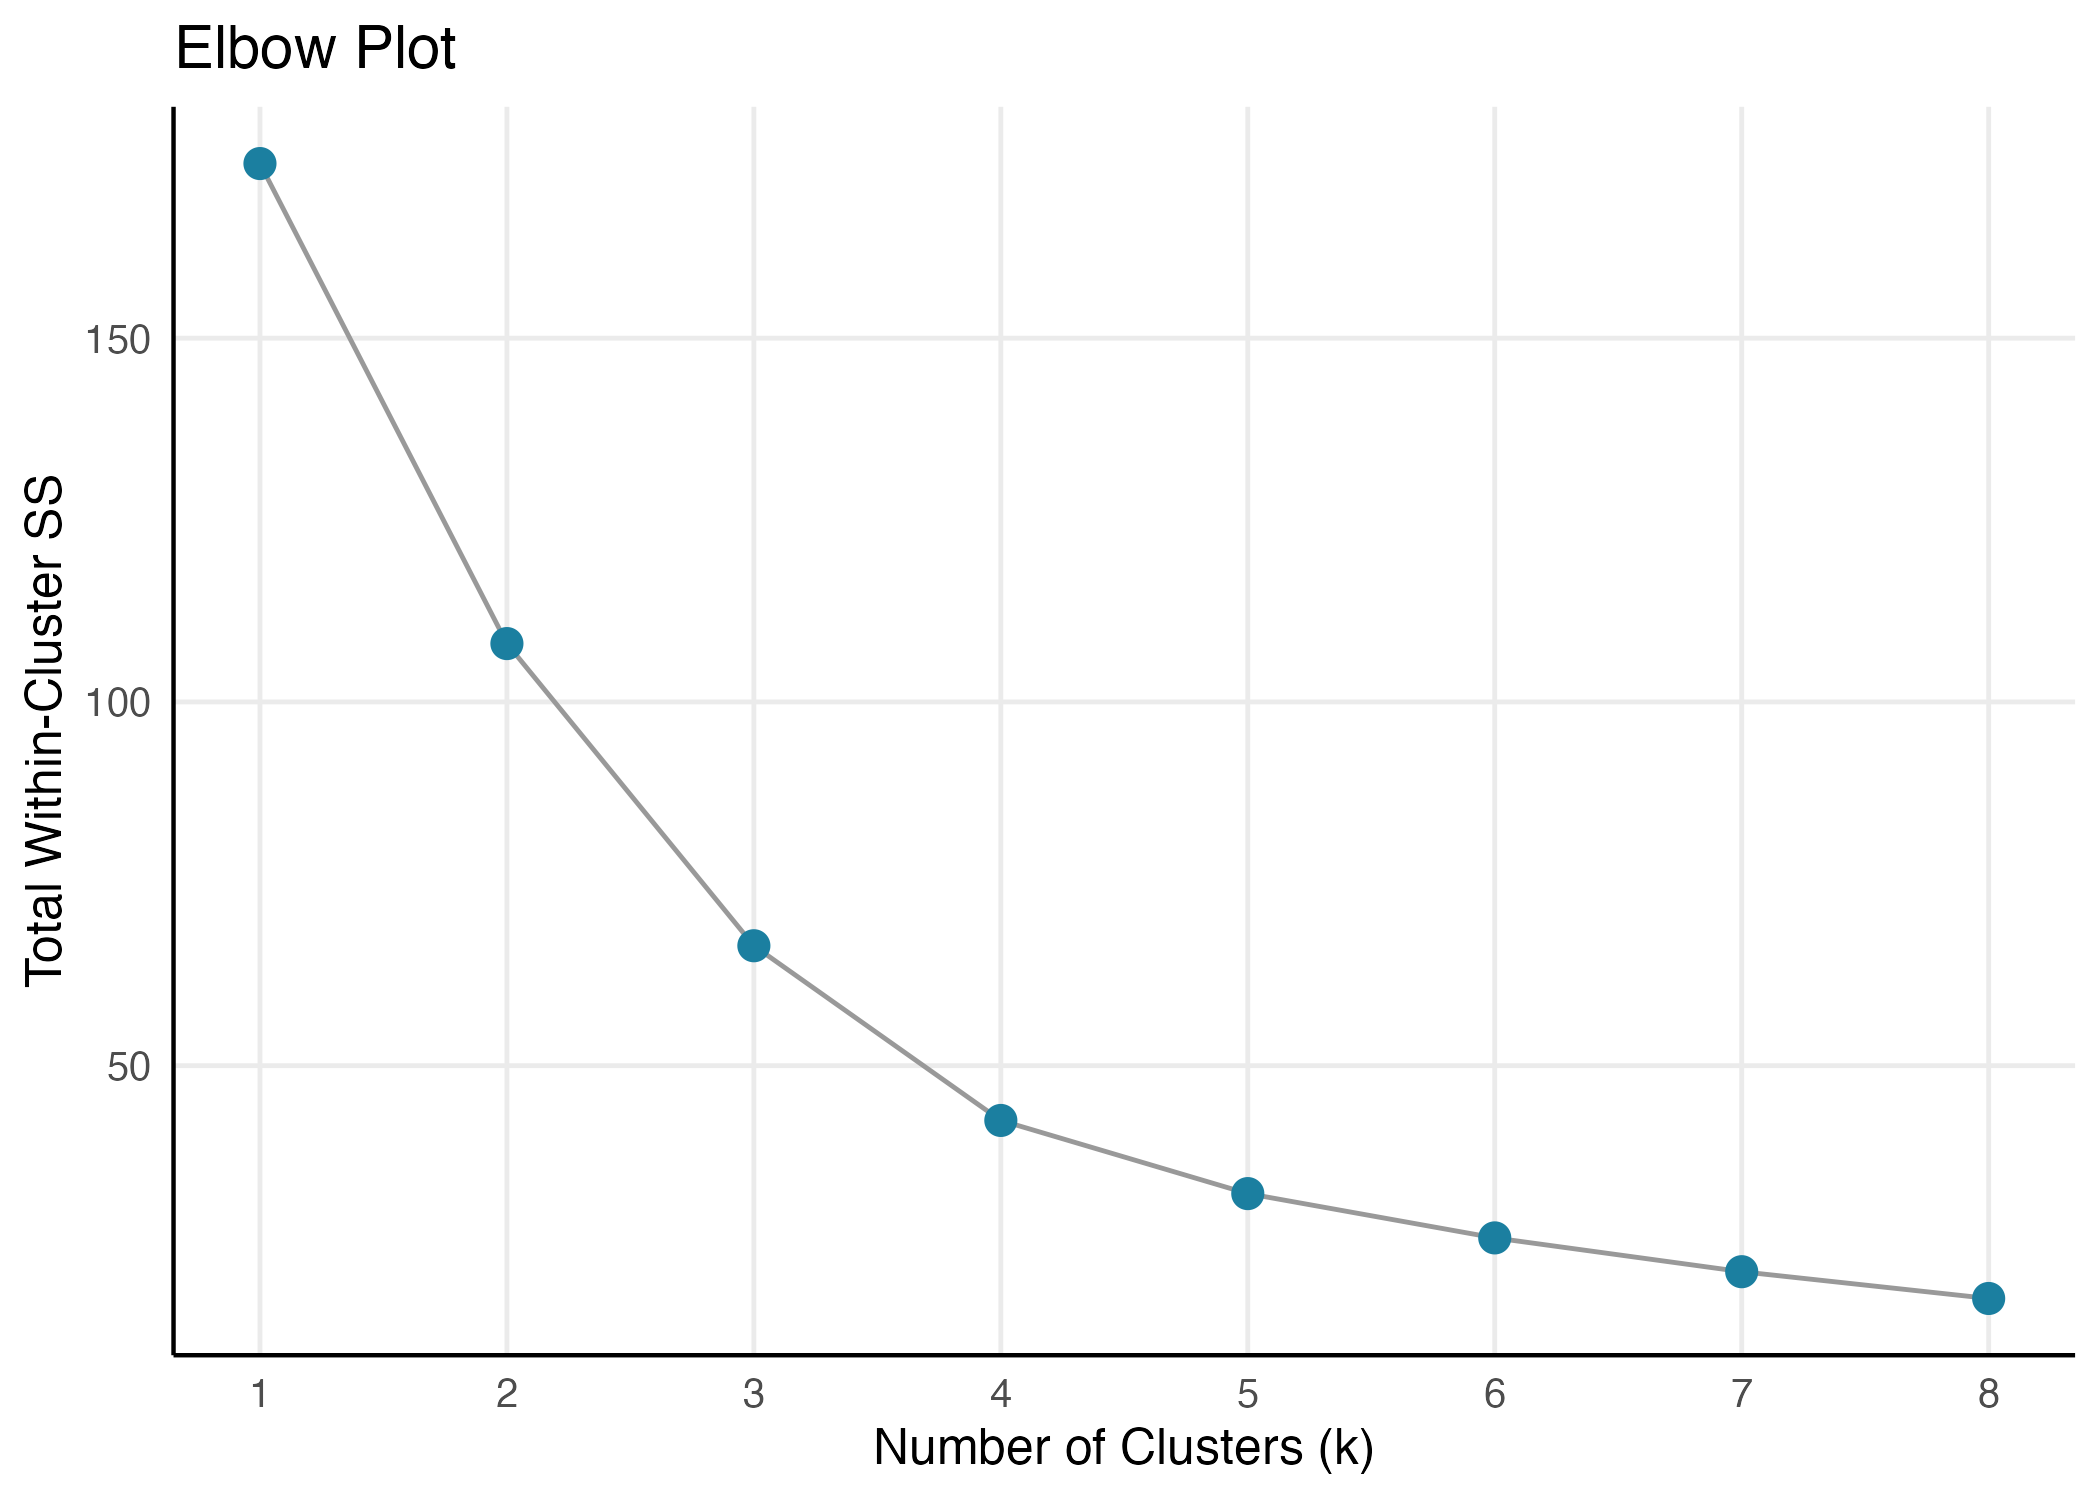 Elbow Plot
Total Within-Cluster SS
150
100
50
1 2 3 4 5 6 7 8
Number of Clusters (k)